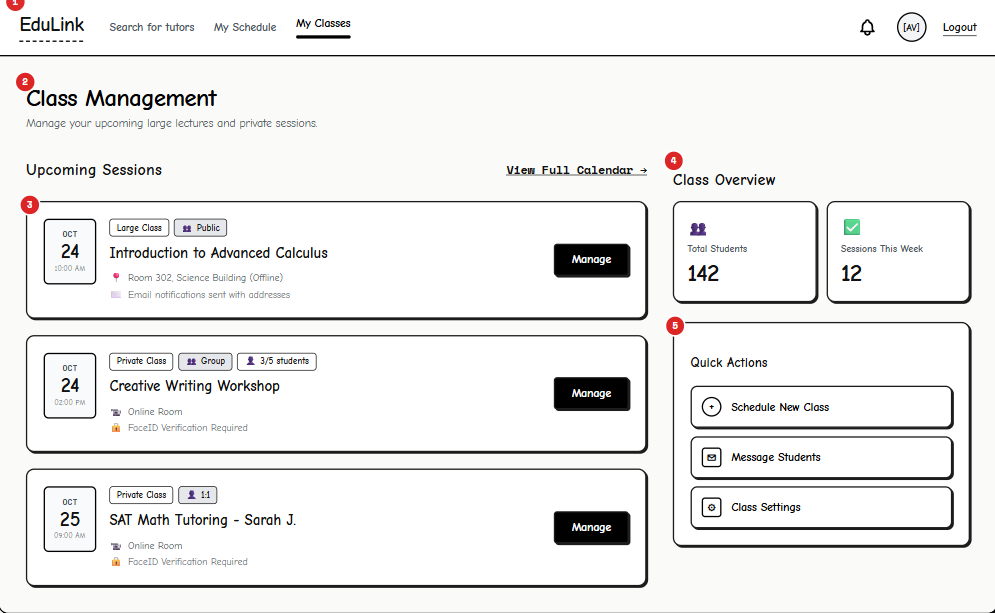 1
EduLink
Search for tutors
My Schedule
My Classes
[AV]
Logout
2
Class Management
Manage your upcoming large lectures and private sessions.
Upcoming Sessions
View Full Calendar →
3
OCT
24
10:00 AM
Large Class
Public
Introduction to Advanced Calculus
Room 302, Science Building (Offline)
Email notifications sent with addresses
Manage
OCT
24
02:00 PM
Private Class
Group
3/5 students
Creative Writing Workshop
Online Room
FaceID Verification Required
Manage
OCT
25
09:00 AM
Private Class
1:1
SAT Math Tutoring - Sarah J.
Online Room
FaceID Verification Required
Manage
4
Class Overview
Total Students
142
Sessions This Week
12
5
Quick Actions
Schedule New Class
Message Students
Class Settings